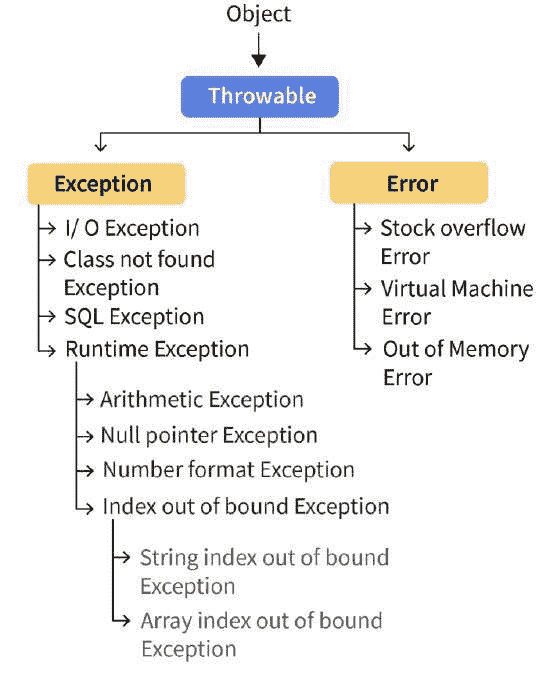 Object
Throwable
Exception
I/ O Exception
Class not found
Exception
SQL Exception
Runtime Exception
Arithmetic Exception
Null pointer Exception
Number format Exception
Index out of bound Exception
String index out of bound
Exception
Array index out of bound
Exception
Error
Stock overflow
Error
Virtual Machine
Error
Out of Memory
Error